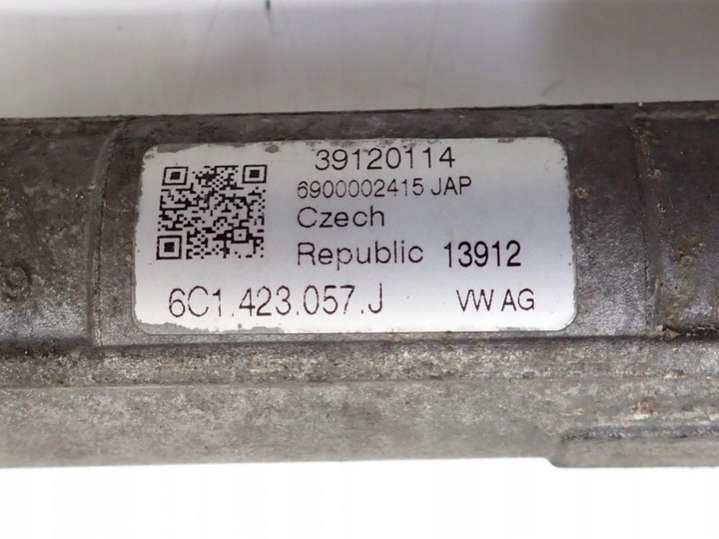 39120114
6900002415 JAP
Czech
Republic 13912
6C1.423.057.J VW AG